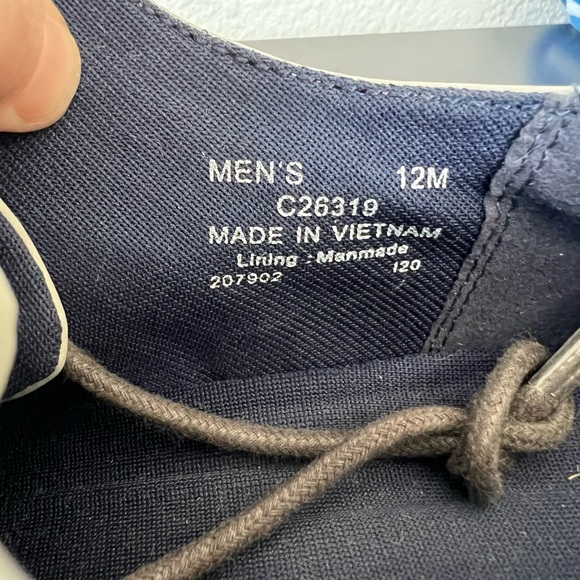 MEN'S 12M
C26319
MADE IN VIETNAM
Lining - Manmade
207902 120